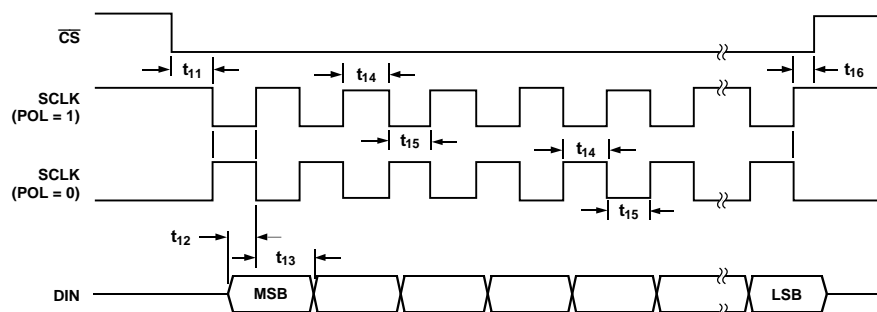 CS
t11
t14
t16
SCLK
(POL = 1)
t15
t14
SCLK
(POL = 0)
t15
t12
t13
DIN
MSB
LSB